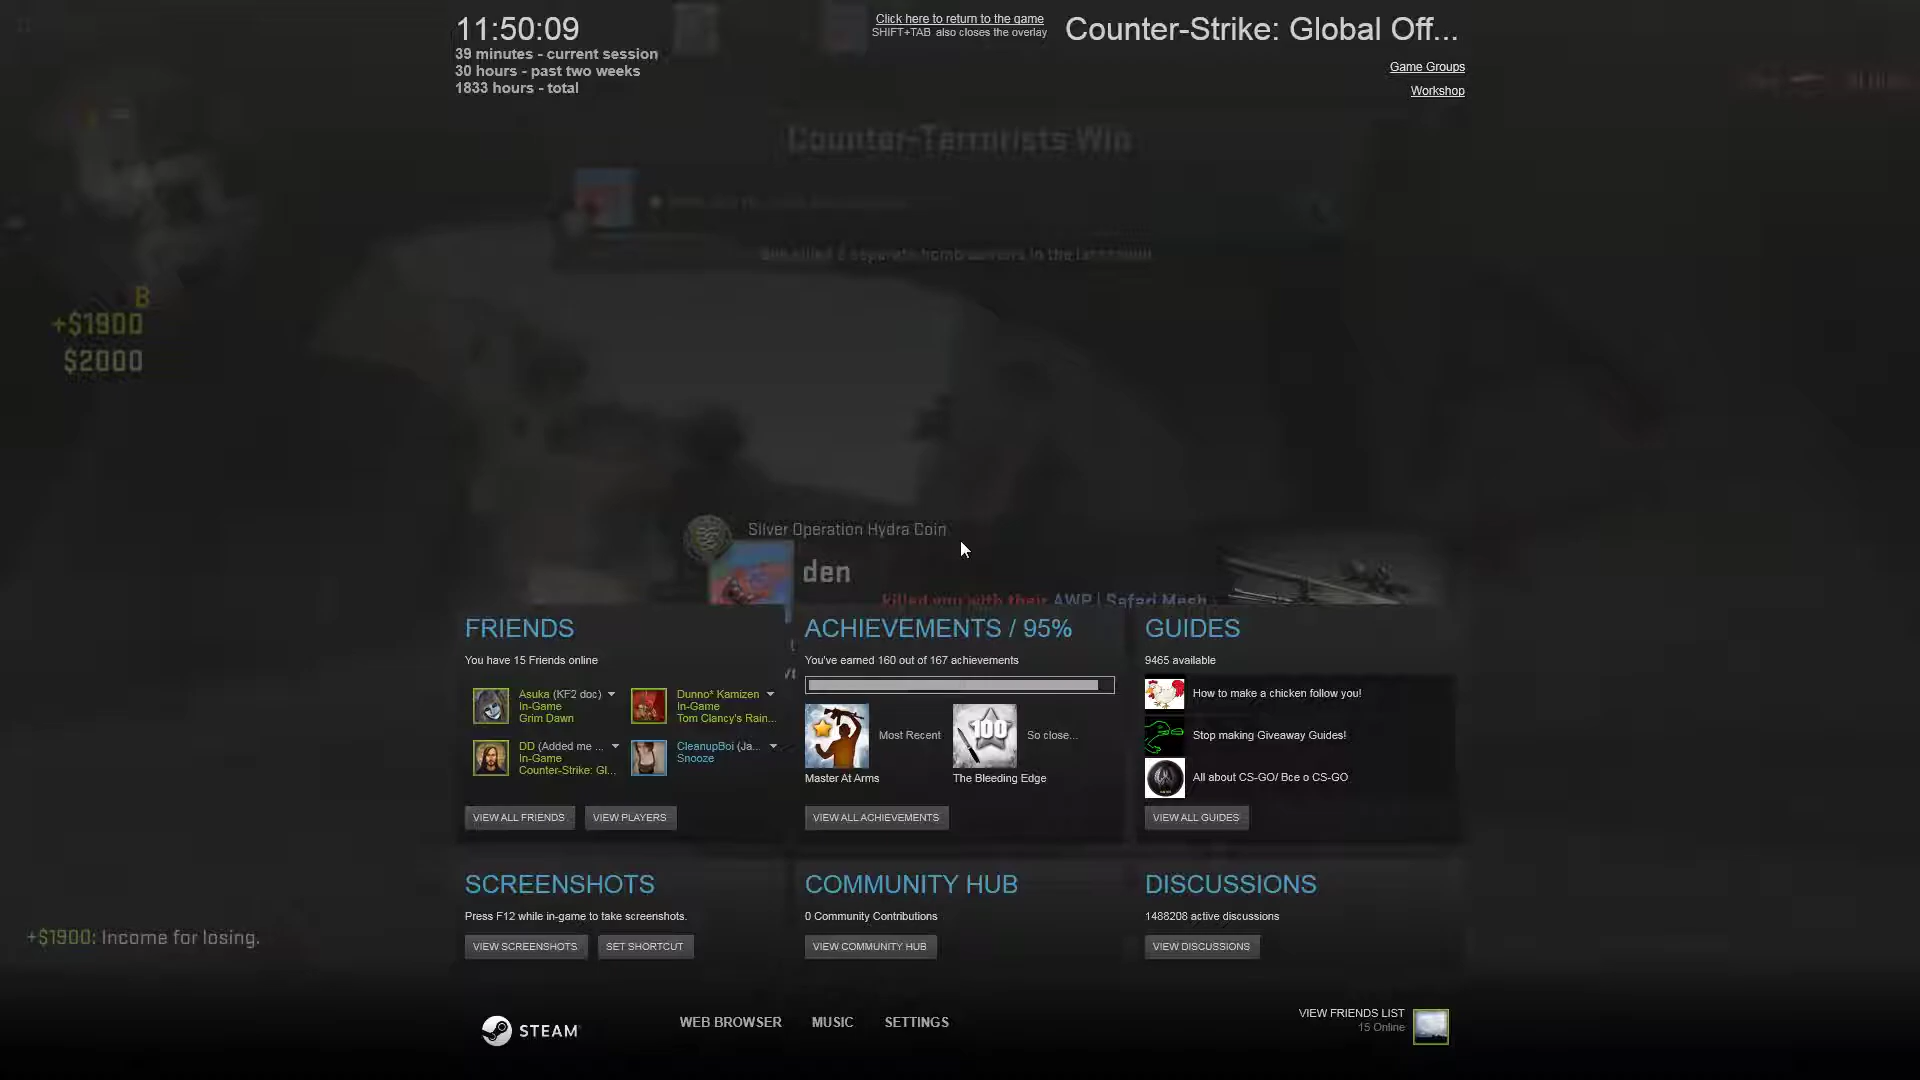 11:50:09
39 minutes - current session
30 hours - past two weeks
1833 hours - total
Click here to return to the game
SHIFT+TAB also closes the overlay
Counter-Strike: Global Off...
Game Groups
Workshop
Counter-Terrorists Win
B
+$1900
$2000
Silver Operation Hydra Coin
den
killed you with their AWP | Safari Mesh
FRIENDS
You have 15 Friends online
Asuka (KF2 doc)
In-Game
Grim Dawn
Dunno* Kamizen
In-Game
Tom Clancy's Rain...
DD (Added me ...
In-Game
Counter-Strike: Gl...
CleanupBoi (Ja...
Snooze
VIEW ALL FRIENDS
VIEW PLAYERS
ACHIEVEMENTS / 95%
You've earned 160 out of 167 achievements
Most Recent
Master At Arms
100
So close...
The Bleeding Edge
VIEW ALL ACHIEVEMENTS
GUIDES
9465 available
How to make a chicken follow you!
Stop making Giveaway Guides!
All about CS-GO/ Все о CS-GO
VIEW ALL GUIDES
SCREENSHOTS
Press F12 while in-game to take screenshots.
VIEW SCREENSHOTS
SET SHORTCUT
COMMUNITY HUB
0 Community Contributions
VIEW COMMUNITY HUB
DISCUSSIONS
1488208 active discussions
VIEW DISCUSSIONS
+$1900: Income for losing.
STEAM
WEB BROWSER
MUSIC
SETTINGS
VIEW FRIENDS LIST
15 Online